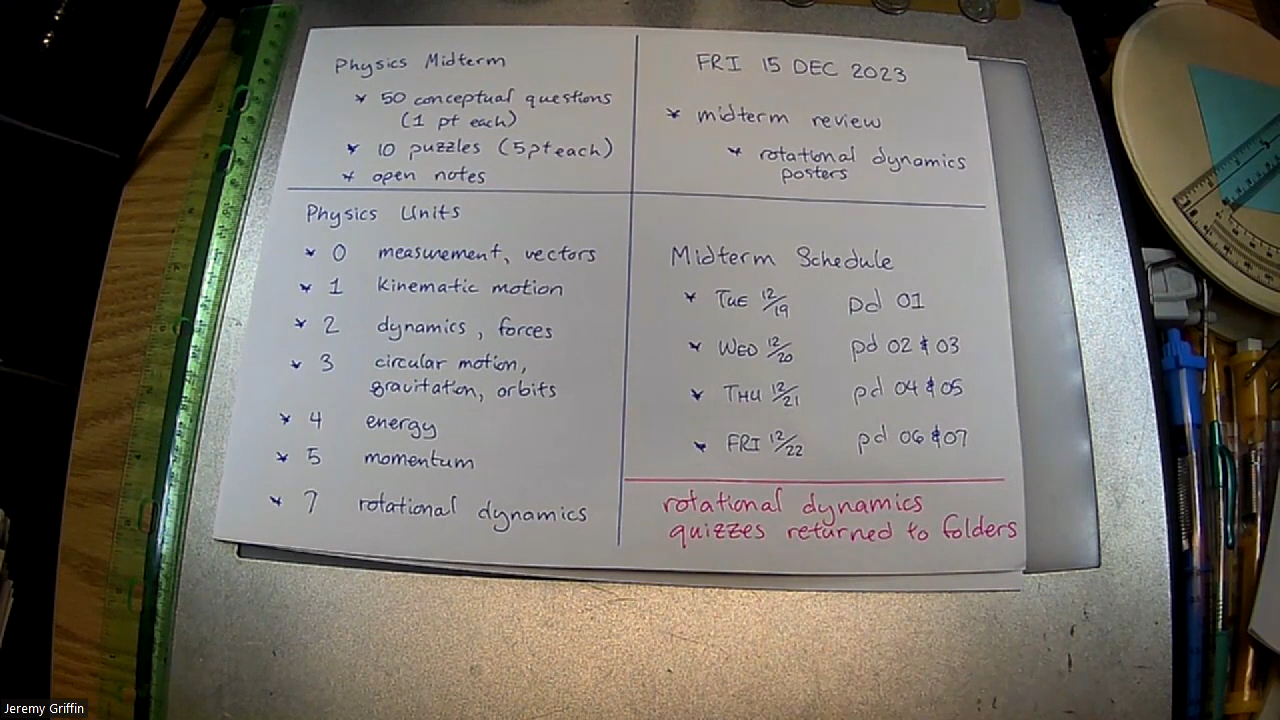 Physics Midterm
* 50 conceptual questions
(1 pt each)
* 10 puzzles (5pt each)
* open notes
FRI 15 DEC 2023
* midterm review
* rotational dynamics
posters
Physics Units
* 0 measurement, vectors
* 1 kinematic motion
* 2 dynamics, forces
* 3 circular motion,
gravitation, orbits
* 4 energy
* 5 momentum
* 7 rotational dynamics
Midterm Schedule
* TUE 12/19 pd 01
* WED 12/20 pd 02 & 03
* THU 12/21 pd 04 & 05
* FRI 12/22 pd 06 & 07
rotational dynamics
quizzes returned to folders
Jeremy Griffin